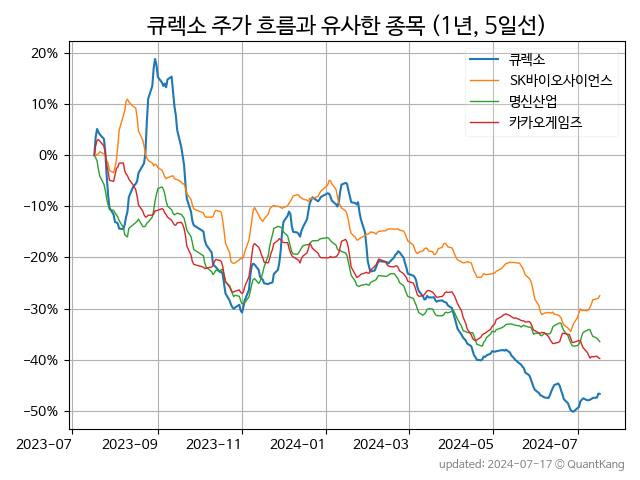 큐렉소 주가 흐름과 유사한 종목 (1년, 5일선)
큐렉소
SK바이오사이언스
명신산업
카카오게임즈
20%
10%
0%
−10%
−20%
−30%
−40%
−50%
2023-07
2023-09
2023-11
2024-01
2024-03
2024-05
2024-07
updated: 2024-07-17 © QuantKang